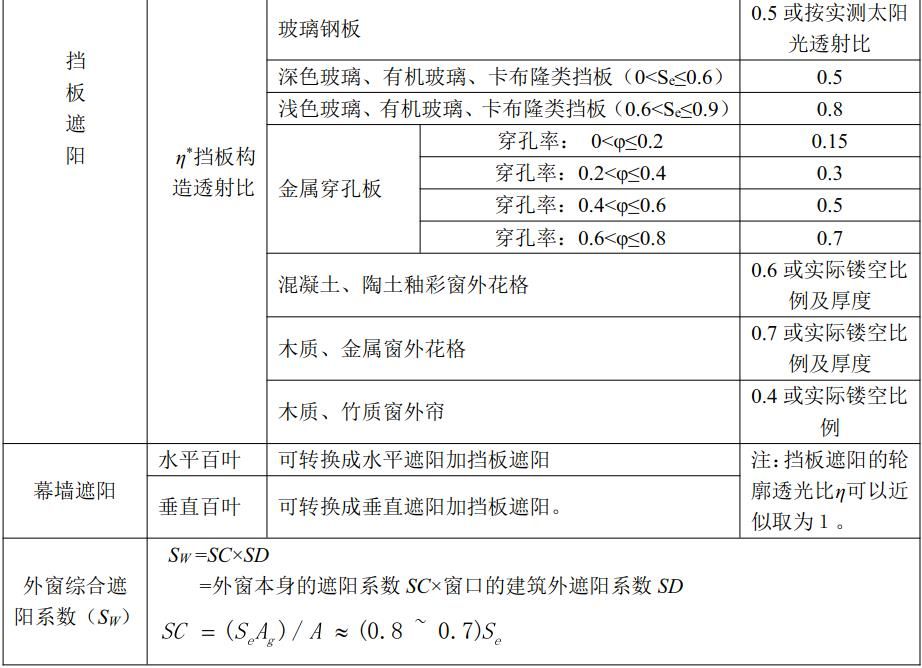 挡
板
遮
阳
η*挡板构
造透射比
玻璃钢板
0.5 或按实测太阳
光透射比
深色玻璃、有机玻璃、卡布隆类挡板（0<Se≤0.6）
0.5
浅色玻璃、有机玻璃、卡布隆类挡板（0.6<Se≤0.9）
0.8
金属穿孔板
穿孔率： 0<φ≤0.2
0.15
穿孔率：0.2<φ≤0.4
0.3
穿孔率：0.4<φ≤0.6
0.5
穿孔率：0.6<φ≤0.8
0.7
混凝土、陶土釉彩窗外花格
0.6 或实际镂空比
例及厚度
木质、金属窗外花格
0.7 或实际镂空比
例及厚度
木质、竹质窗外帘
0.4 或实际镂空比
例
幕墙遮阳
水平百叶
可转换成水平遮阳加挡板遮阳
垂直百叶
可转换成垂直遮阳加挡板遮阳。
注：挡板遮阳的轮
廓透光比η可以近
似取为１。
外窗综合遮
阳系数（SW）
SW =SC×SD
=外窗本身的遮阳系数 SC×窗口的建筑外遮阳系数 SD
SC = (SeAg) / A ≈ (0.8 ~ 0.7)Se